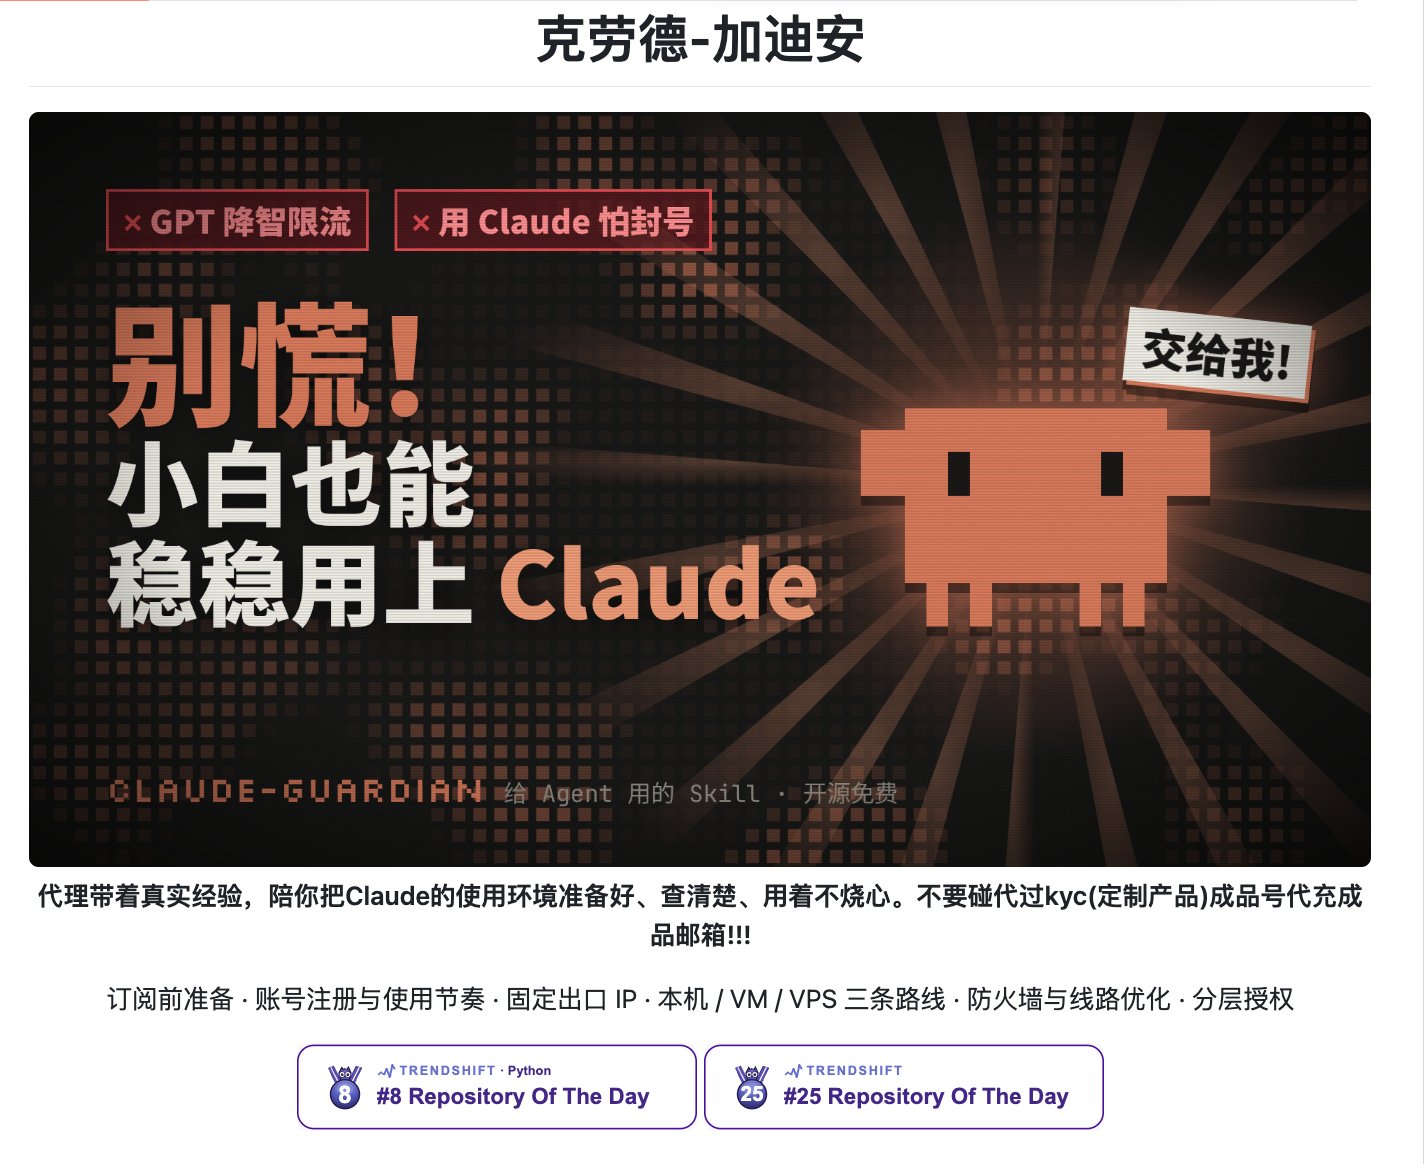 克劳德-加迪安
× GPT 降智限流
× 用 Claude 怕封号
别慌！
小白也能
稳稳用上 Claude
交给我!
CLAUDE-GUARDIAN 给 Agent 用的 Skill · 开源免费
代理带着真实经验，陪你把Claude的使用环境准备好、查清楚、用着不烧心。不要碰代过kyc(定制产品)成品号代充成
品邮箱!!!
订阅前准备 · 账号注册与使用节奏 · 固定出口 IP · 本机 / VM / VPS 三条路线 · 防火墙与线路优化 · 分层授权
8
TRENDSHIFT · Python
#8 Repository Of The Day
25
TRENDSHIFT
#25 Repository Of The Day